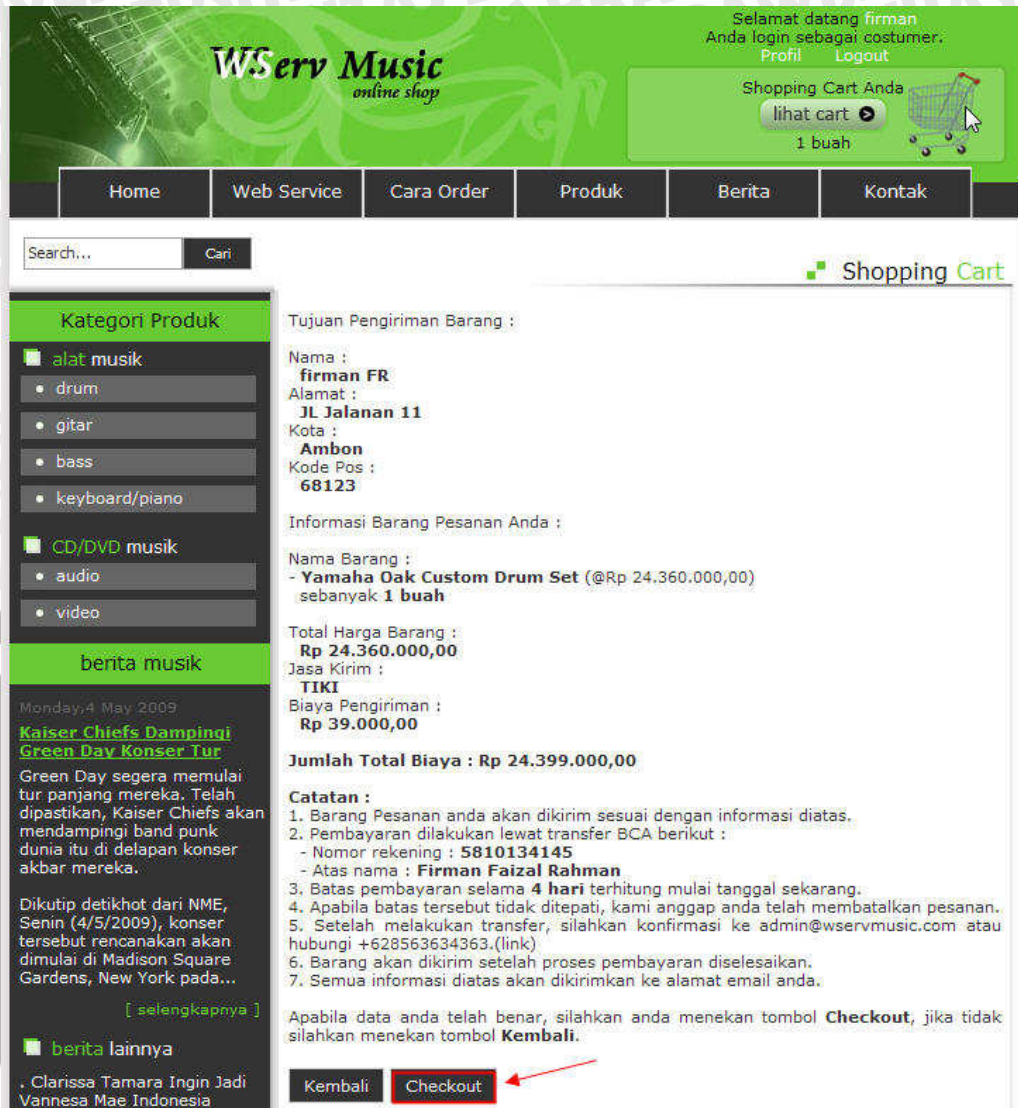 Selamat datang firman
Anda login sebagai costumer.
Profil Logout
WServ Music
online shop
Shopping Cart Anda
lihat cart
1 buah
Home Web Service Cara Order Produk Berita Kontak
Search... Cari
Shopping Cart
Kategori Produk
alat musik
drum
gitar
bass
keyboard/piano
CD/DVD musik
audio
video
berita musik
Monday,4 May 2009
Kaiser Chiefs Dampingi
Green Day Konser Tur
Green Day segera memulai
tur panjang mereka. Telah
dipastikan, Kaiser Chiefs akan
mendampingi band punk
dunia itu di delapan konser
akbar mereka.
Dikutip detikhot dari NME,
Senin (4/5/2009), konser
tersebut rencanakan akan
dimulai di Madison Square
Gardens, New York pada...
[ selengkapnya ]
berita lainnya
. Clarissa Tamara Ingin Jadi
Vannesa Mae Indonesia
Tujuan Pengiriman Barang :
Nama :
firman FR
Alamat :
JL Jalanan 11
Kota :
Ambon
Kode Pos :
68123
Informasi Barang Pesanan Anda :
Nama Barang :
- Yamaha Oak Custom Drum Set (@Rp 24.360.000,00)
sebanyak 1 buah
Total Harga Barang :
Rp 24.360.000,00
Jasa Kirim :
TIKI
Biaya Pengiriman :
Rp 39.000,00
Jumlah Total Biaya : Rp 24.399.000,00
Catatan :
1. Barang Pesanan anda akan dikirim sesuai dengan informasi diatas.
2. Pembayaran dilakukan lewat transfer BCA berikut :
- Nomor rekening : 5810134145
- Atas nama : Firman Faizal Rahman
3. Batas pembayaran selama 4 hari terhitung mulai tanggal sekarang.
4. Apabila batas tersebut tidak ditepati, kami anggap anda telah membatalkan pesanan.
5. Setelah melakukan transfer, silahkan konfirmasi ke admin@wservmusic.com atau
hubungi +628563634363.(link)
6. Barang akan dikirim setelah proses pembayaran diselesaikan.
7. Semua informasi diatas akan dikirimkan ke alamat email anda.
Apabila data anda telah benar, silahkan anda menekan tombol Checkout, jika tidak
silahkan menekan tombol Kembali.
Kembali Checkout